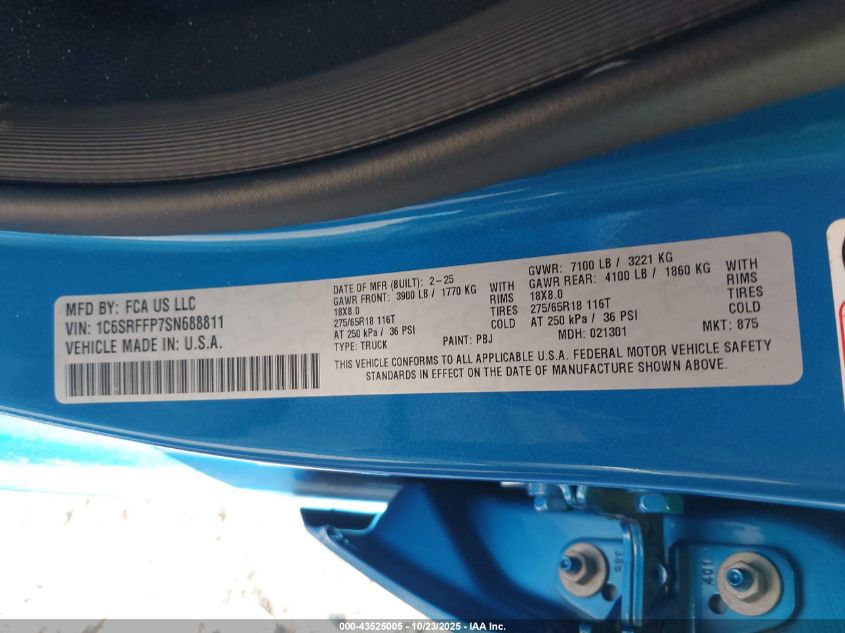 MFD BY: FCA US LLC
VIN: 1C6SRFFP7SN688811
VEHICLE MADE IN: U.S.A.
DATE OF MFR (BUILT): 2-25
GAWR FRONT: 3900 LB / 1770 KG WITH
18X8.0 RIMS
275/65R18 116T TIRES
AT 250 kPa / 36 PSI COLD
TYPE: TRUCK PAINT: PBJ
GVWR: 7100 LB / 3221 KG
GAWR REAR: 4100 LB / 1860 KG WITH
18X8.0 RIMS
275/65R18 116T TIRES
AT 250 kPa / 36 PSI COLD
MDH: 021301 MKT: 875
THIS VEHICLE CONFORMS TO ALL APPLICABLE U.S.A. FEDERAL MOTOR VEHICLE SAFETY
STANDARDS IN EFFECT ON THE DATE OF MANUFACTURE SHOWN ABOVE.
401
000-43525005 - 10/23/2025 - IAA Inc.